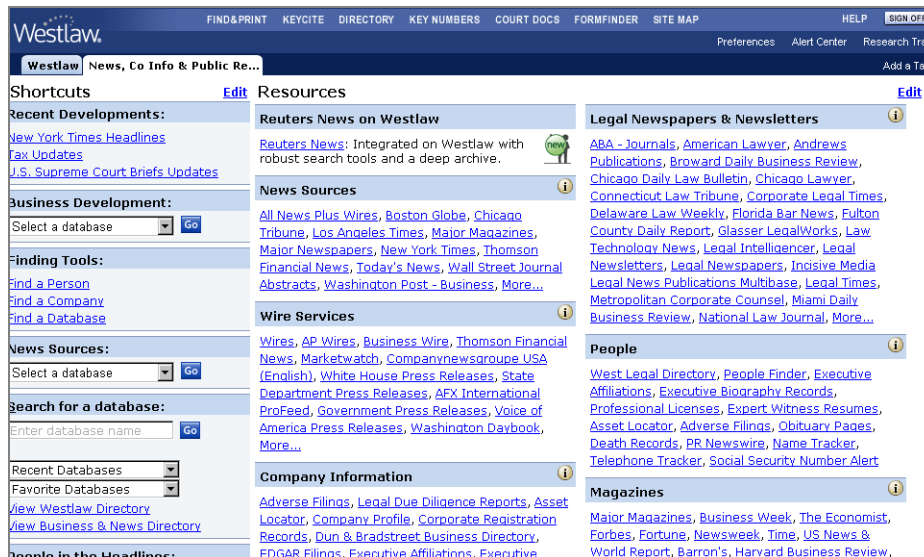 FIND&PRINT KEYCITE DIRECTORY KEY NUMBERS COURT DOCS FORMFINDER SITE MAP HELP SIGN OFF
Westlaw.
Preferences Alert Center Research Tra
Westlaw News, Co Info & Public Re... Add a Ta
Shortcuts Edit
Recent Developments:
New York Times Headlines
Tax Updates
U.S. Supreme Court Briefs Updates
Business Development:
Select a database Go
Finding Tools:
Find a Person
Find a Company
Find a Database
News Sources:
Select a database Go
Search for a database:
Enter database name Go
Recent Databases
Favorite Databases
View Westlaw Directory
View Business & News Directory
People in the Headlines:
Resources Edit
Reuters News on Westlaw
Reuters News: Integrated on Westlaw with new
robust search tools and a deep archive.
News Sources
All News Plus Wires, Boston Globe, Chicago
Tribune, Los Angeles Times, Major Magazines,
Major Newspapers, New York Times, Thomson
Financial News, Today's News, Wall Street Journal
Abstracts, Washington Post - Business, More...
Wire Services
Wires, AP Wires, Business Wire, Thomson Financial
News, Marketwatch, Companynewsgroupe USA
(English), White House Press Releases, State
Department Press Releases, AFX International
ProFeed, Government Press Releases, Voice of
America Press Releases, Washington Daybook,
More...
Company Information
Adverse Filings, Legal Due Diligence Reports, Asset
Locator, Company Profile, Corporate Registration
Records, Dun & Bradstreet Business Directory,
EDGAR Filings, Executive Affiliations, Executive
Legal Newspapers & Newsletters
ABA - Journals, American Lawyer, Andrews
Publications, Broward Daily Business Review,
Chicago Daily Law Bulletin, Chicago Lawyer,
Connecticut Law Tribune, Corporate Legal Times,
Delaware Law Weekly, Florida Bar News, Fulton
County Daily Report, Glasser LegalWorks, Law
Technology News, Legal Intelligencer, Legal
Newsletters, Legal Newspapers, Incisive Media
Legal News Publications Multibase, Legal Times,
Metropolitan Corporate Counsel, Miami Daily
Business Review, National Law Journal, More...
People
West Legal Directory, People Finder, Executive
Affiliations, Executive Biography Records,
Professional Licenses, Expert Witness Resumes,
Asset Locator, Adverse Filings, Obituary Pages,
Death Records, PR Newswire, Name Tracker,
Telephone Tracker, Social Security Number Alert
Magazines
Major Magazines, Business Week, The Economist,
Forbes, Fortune, Newsweek, Time, US News &
World Report, Barron's, Harvard Business Review,